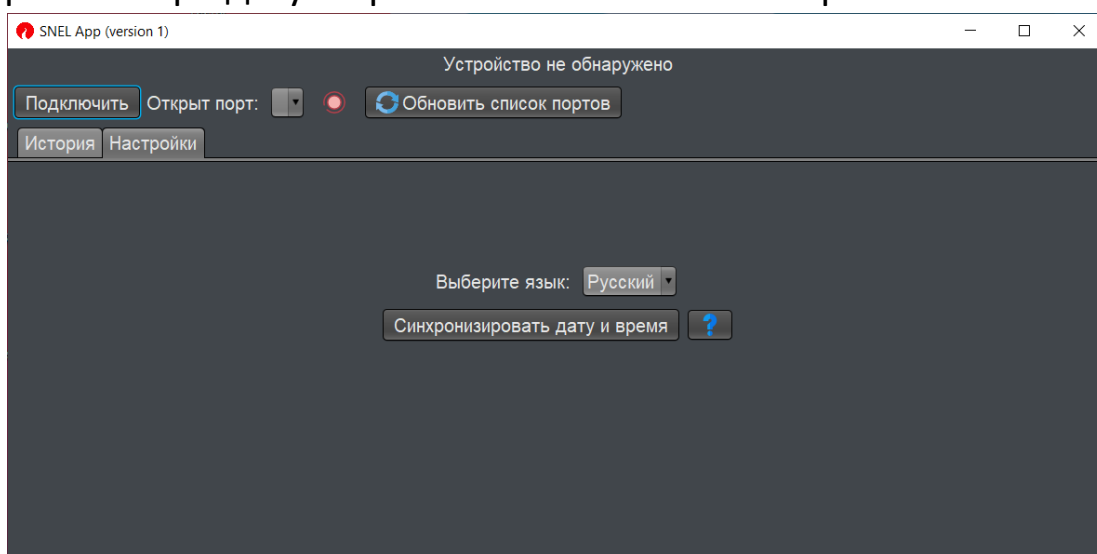 SNEL App (version 1)
Устройство не обнаружено
Подключить Открыт порт: Обновить список портов
История Настройки
Выберите язык: Русский
Синхронизировать дату и время ?